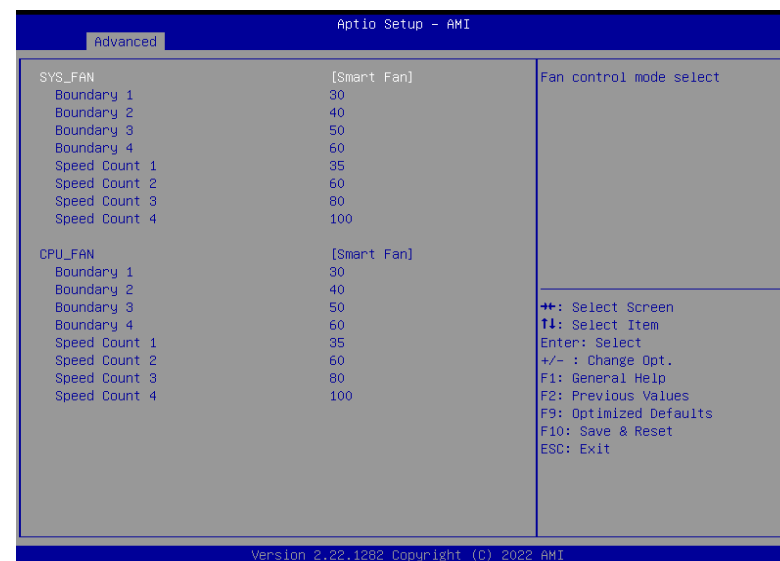 Aptio Setup – AMI
Advanced
SYS_FAN [Smart Fan]
Boundary 1 30
Boundary 2 40
Boundary 3 50
Boundary 4 60
Speed Count 1 35
Speed Count 2 60
Speed Count 3 80
Speed Count 4 100
CPU_FAN [Smart Fan]
Boundary 1 30
Boundary 2 40
Boundary 3 50
Boundary 4 60
Speed Count 1 35
Speed Count 2 60
Speed Count 3 80
Speed Count 4 100
Fan control mode select
→←: Select Screen
↑↓: Select Item
Enter: Select
+/- : Change Opt.
F1: General Help
F2: Previous Values
F9: Optimized Defaults
F10: Save & Reset
ESC: Exit
Version 2.22.1282 Copyright (C) 2022 AMI